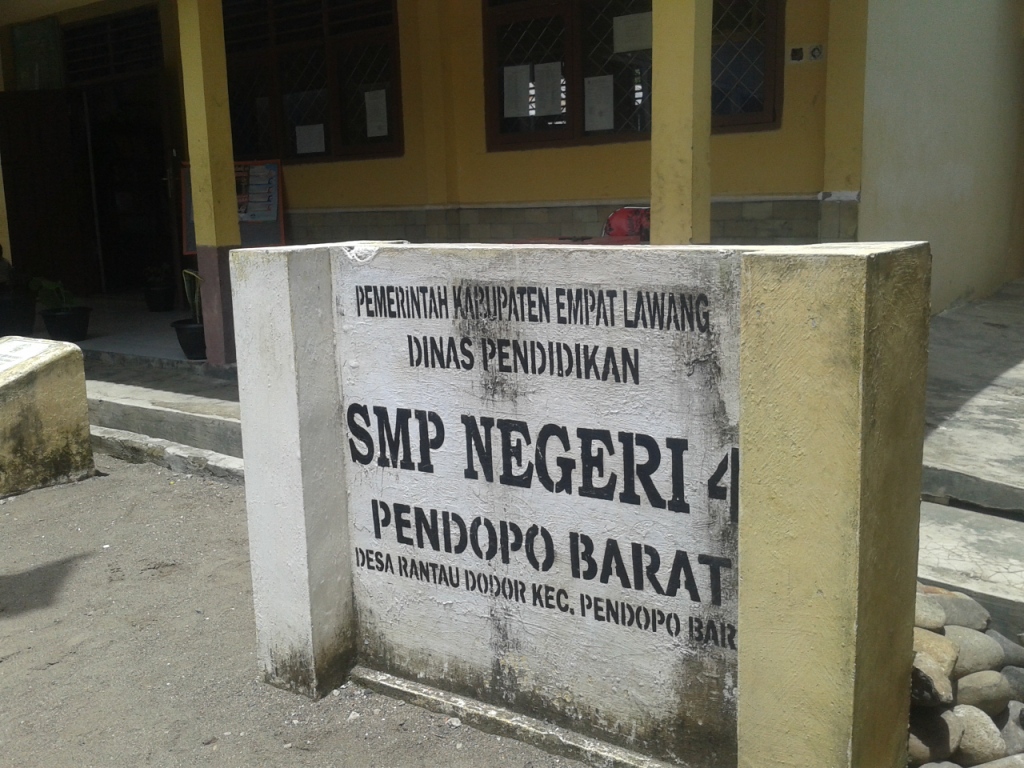 PEMERINTAH KABUPATEN EMPAT LAWANG
DINAS PENDIDIKAN
SMP NEGERI 4
PENDOPO BARAT
DESA RANTAU DODOR KEC. PENDOPO BAR